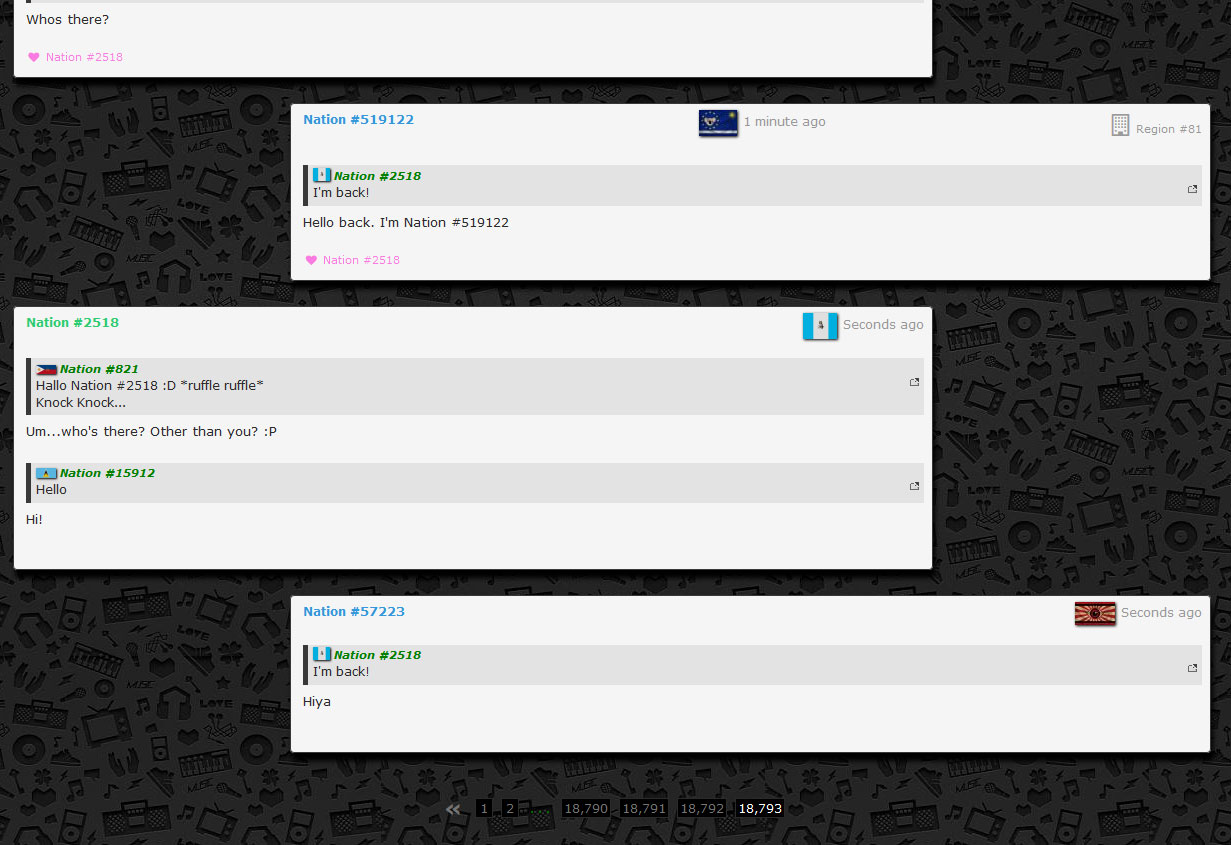 Whos there?
Nation #2518
Nation #519122
1 minute ago
Region #81
Nation #2518
I'm back!
Hello back. I'm Nation #519122
Nation #2518
Nation #2518
Seconds ago
Nation #821
Hallo Nation #2518 :D *ruffle ruffle*
Knock Knock...
Um...who's there? Other than you? :P
Nation #15912
Hello
Hi!
Nation #57223
Seconds ago
Nation #2518
I'm back!
Hiya
« 1 2 .... 18,790 18,791 18,792 18,793